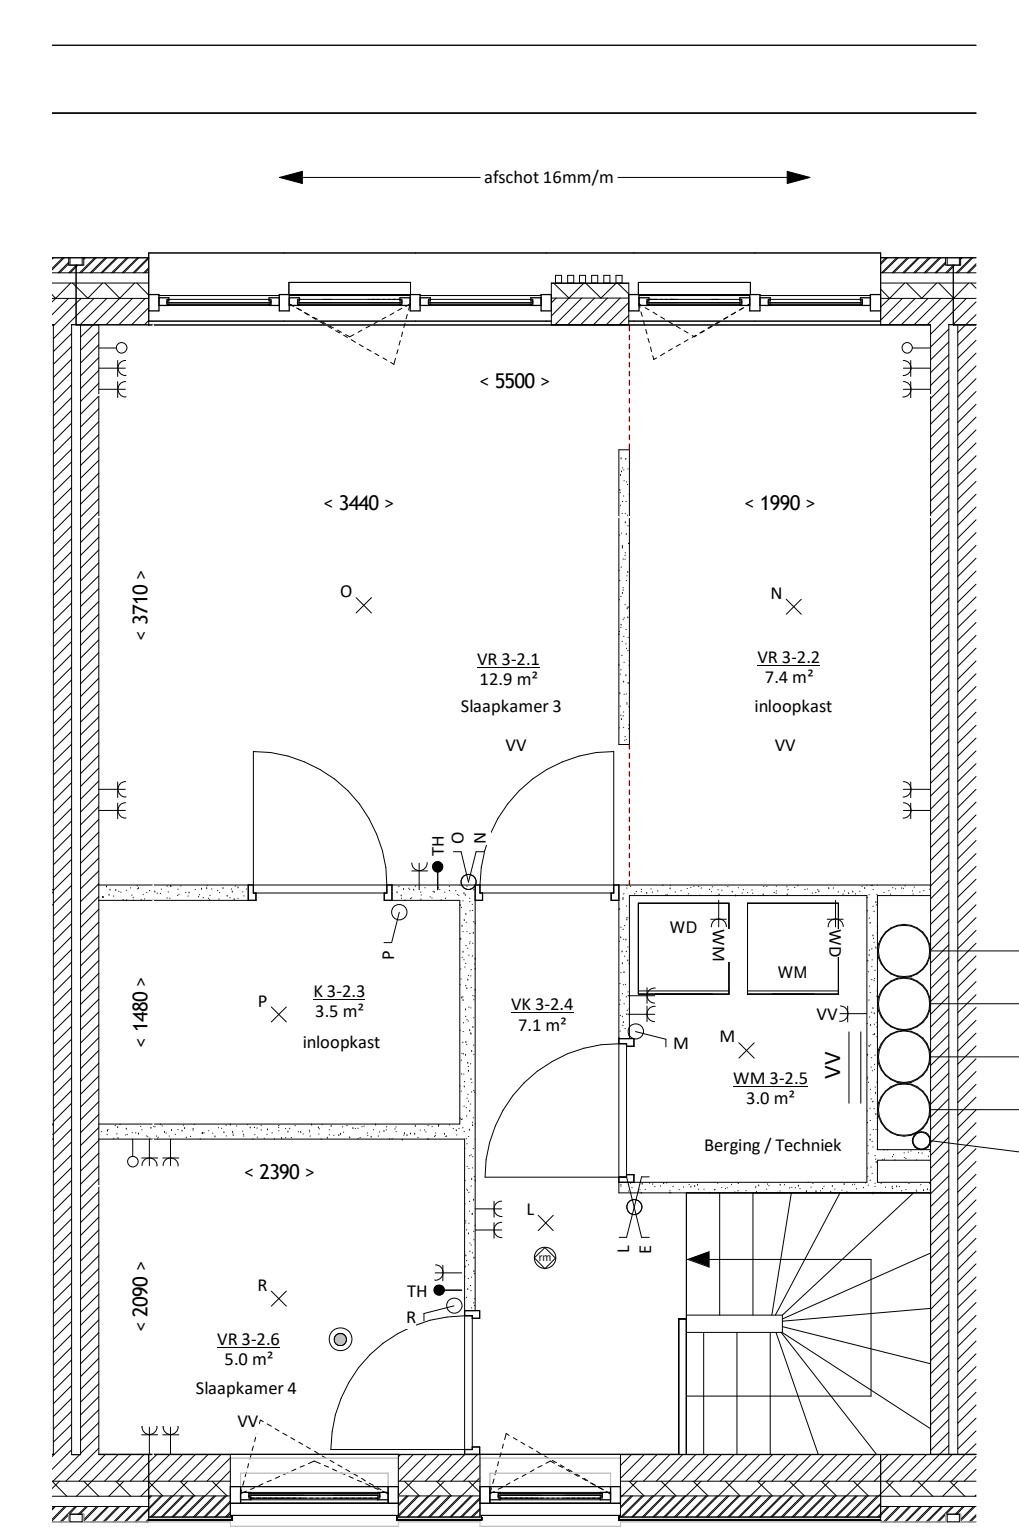 afschot 16mm/m
< 5500 >
< 3440 >
< 1990 >
< 3710 >
O
N
VR 3-2.1
12.9 m²
Slaapkamer 3
VV
VR 3-2.2
7.4 m²
inloopkast
VV
TH
O
N
P
WD
WM
WM
WD
< 1480 >
P
K 3-2.3
3.5 m²
inloopkast
VK 3-2.4
7.1 m²
M
M
VV
VV
WM 3-2.5
3.0 m²
Berging / Techniek
< 2390 >
L
L
E
rm
< 2090 >
R
TH
R
VR 3-2.6
5.0 m²
Slaapkamer 4
VV